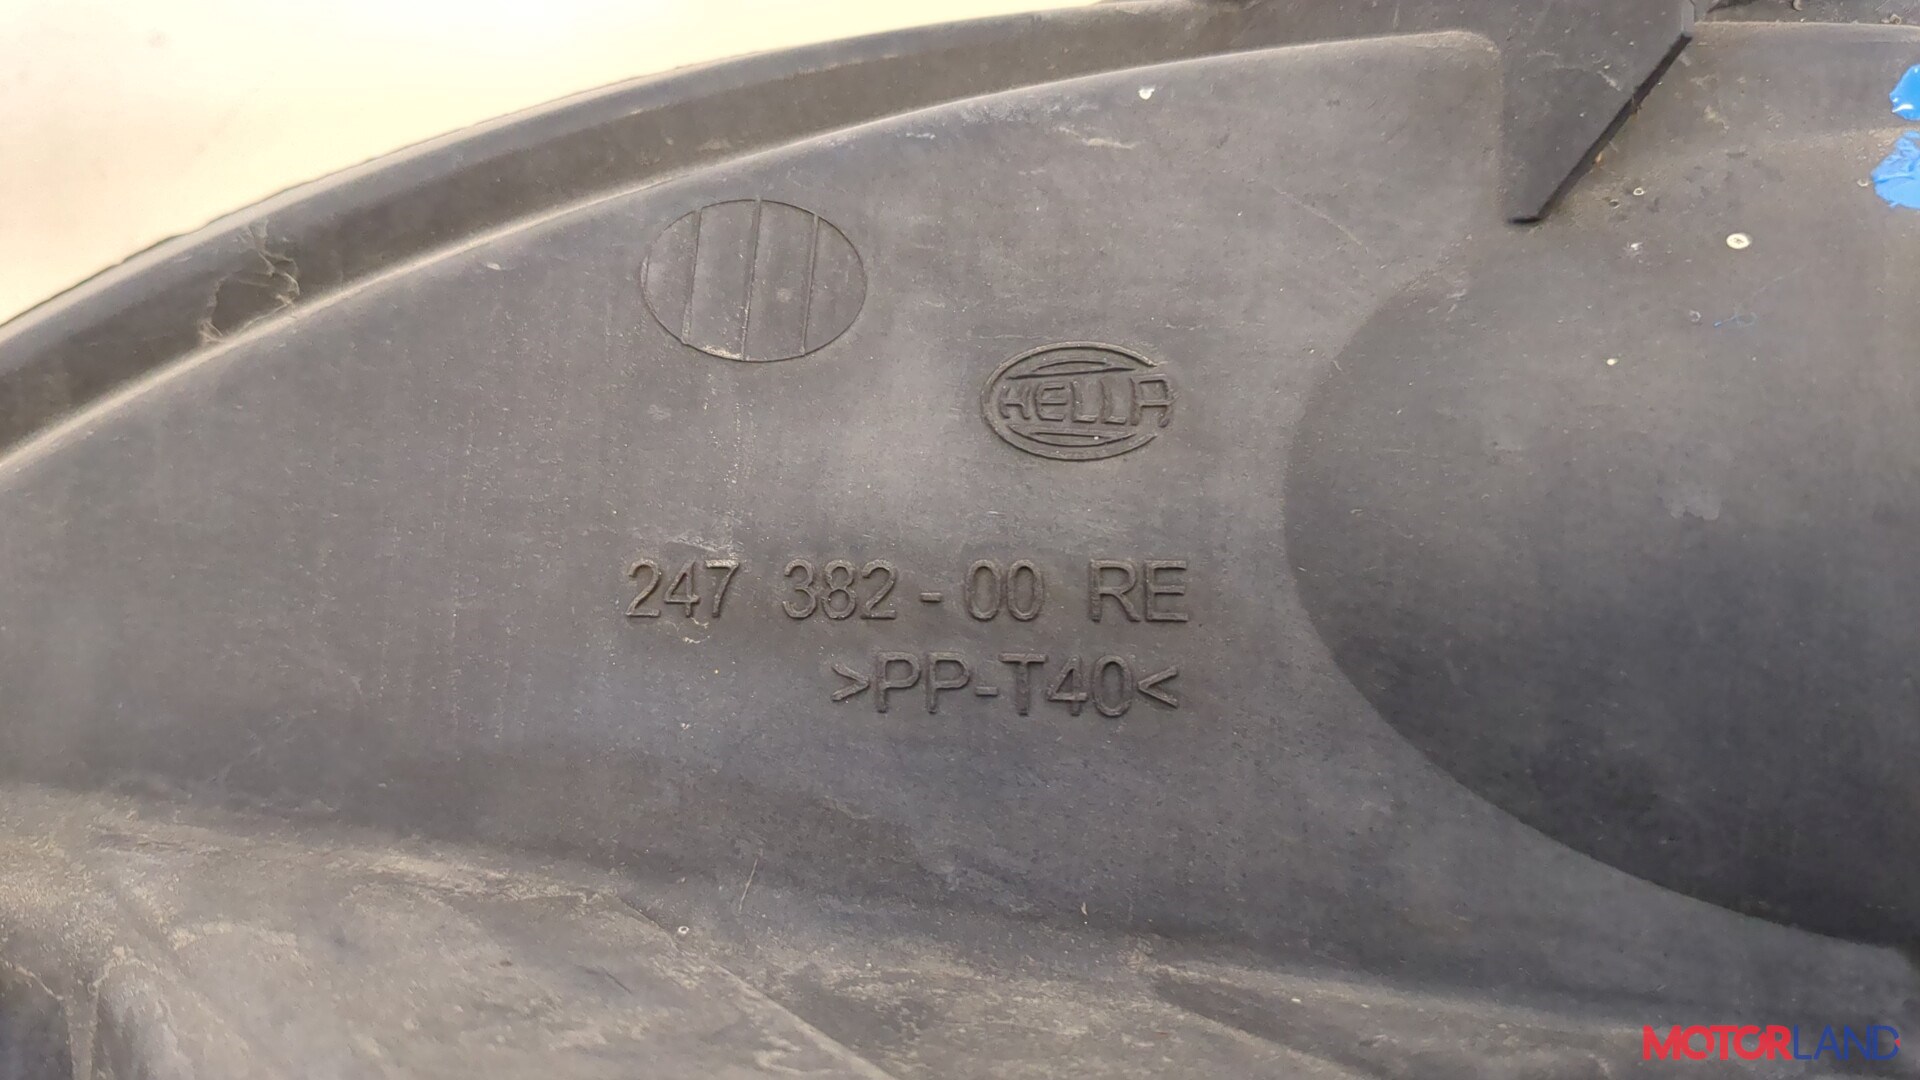 HELLA
247 382-00 RE
>PP-T40<
MOTORLAND